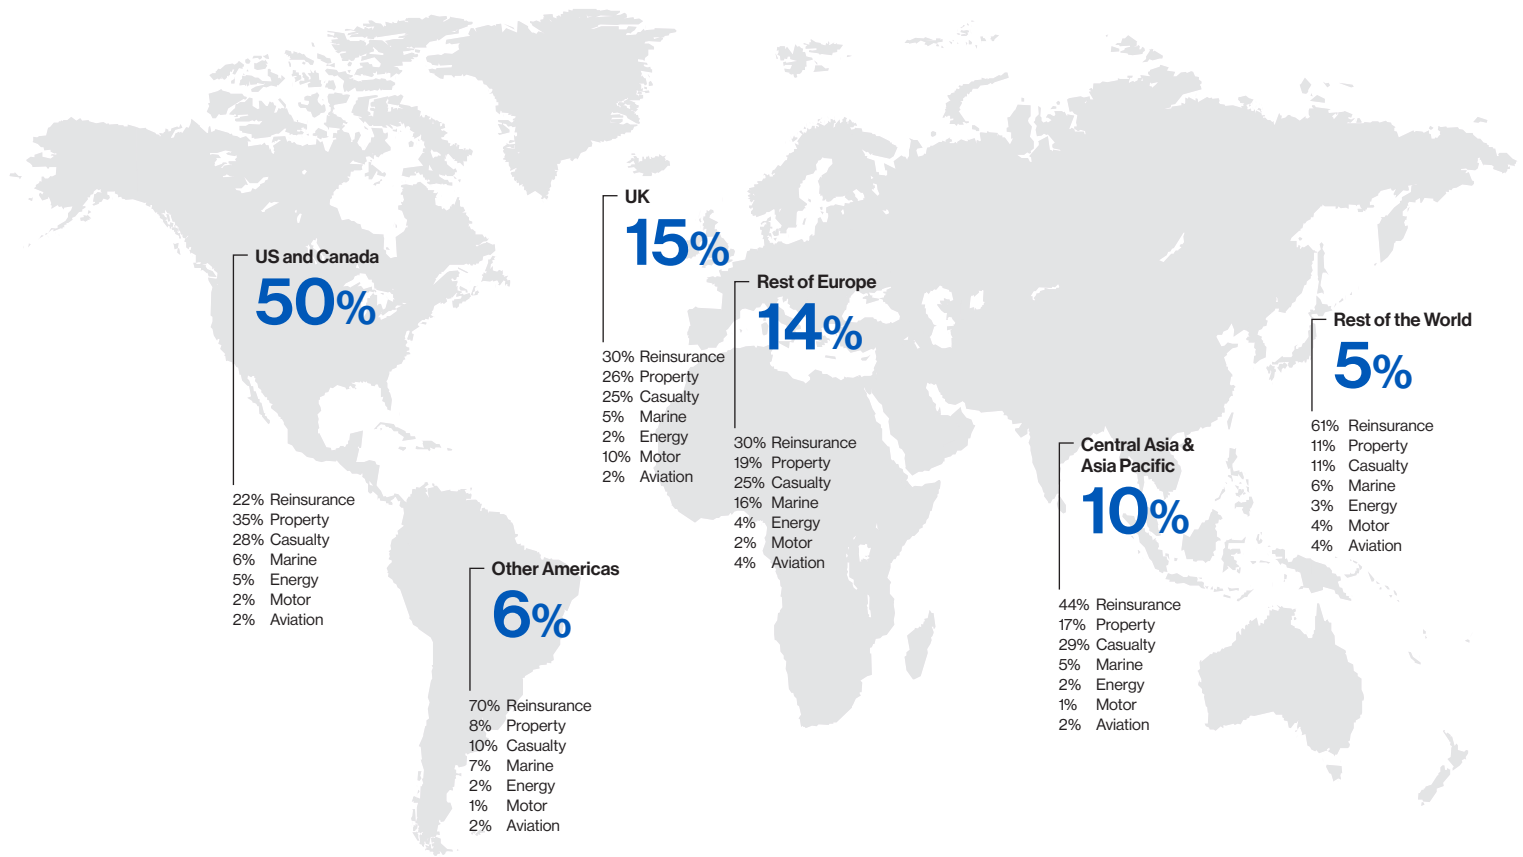 US and Canada
50%
22% Reinsurance
35% Property
28% Casualty
6% Marine
5% Energy
2% Motor
2% Aviation
Other Americas
6%
70% Reinsurance
8% Property
10% Casualty
7% Marine
2% Energy
1% Motor
2% Aviation
UK
15%
30% Reinsurance
26% Property
25% Casualty
5% Marine
2% Energy
10% Motor
2% Aviation
Rest of Europe
14%
30% Reinsurance
19% Property
25% Casualty
16% Marine
4% Energy
2% Motor
4% Aviation
Central Asia &
Asia Pacific
10%
44% Reinsurance
17% Property
29% Casualty
5% Marine
2% Energy
1% Motor
2% Aviation
Rest of the World
5%
61% Reinsurance
11% Property
11% Casualty
6% Marine
3% Energy
4% Motor
4% Aviation